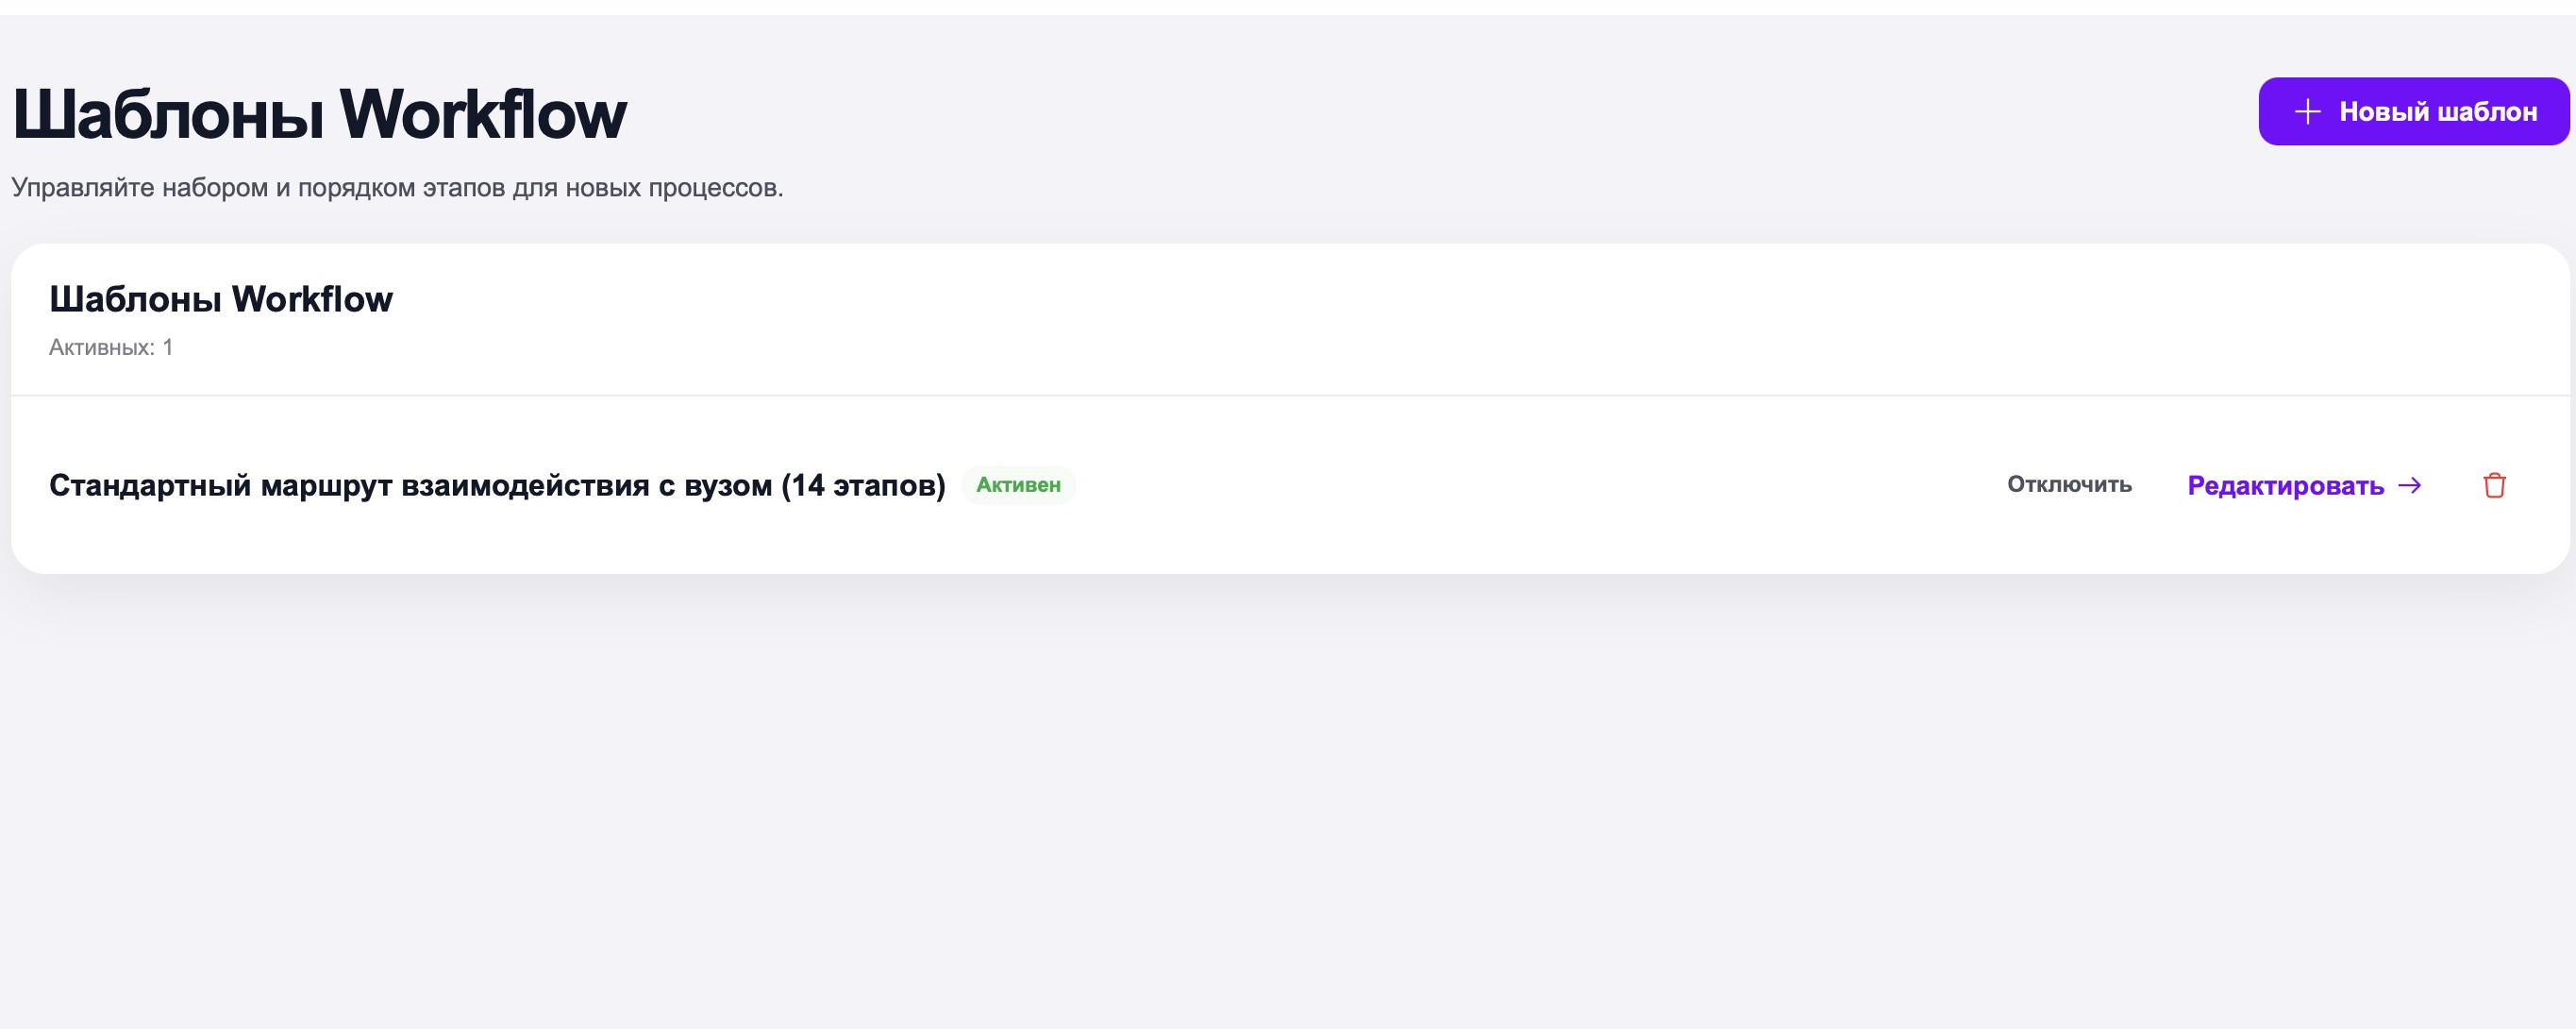 Шаблоны Workflow
Новый шаблон
Управляйте набором и порядком этапов для новых процессов.
Шаблоны Workflow
Активных: 1
Стандартный маршрут взаимодействия с вузом (14 этапов) Активен Отключить Редактировать →